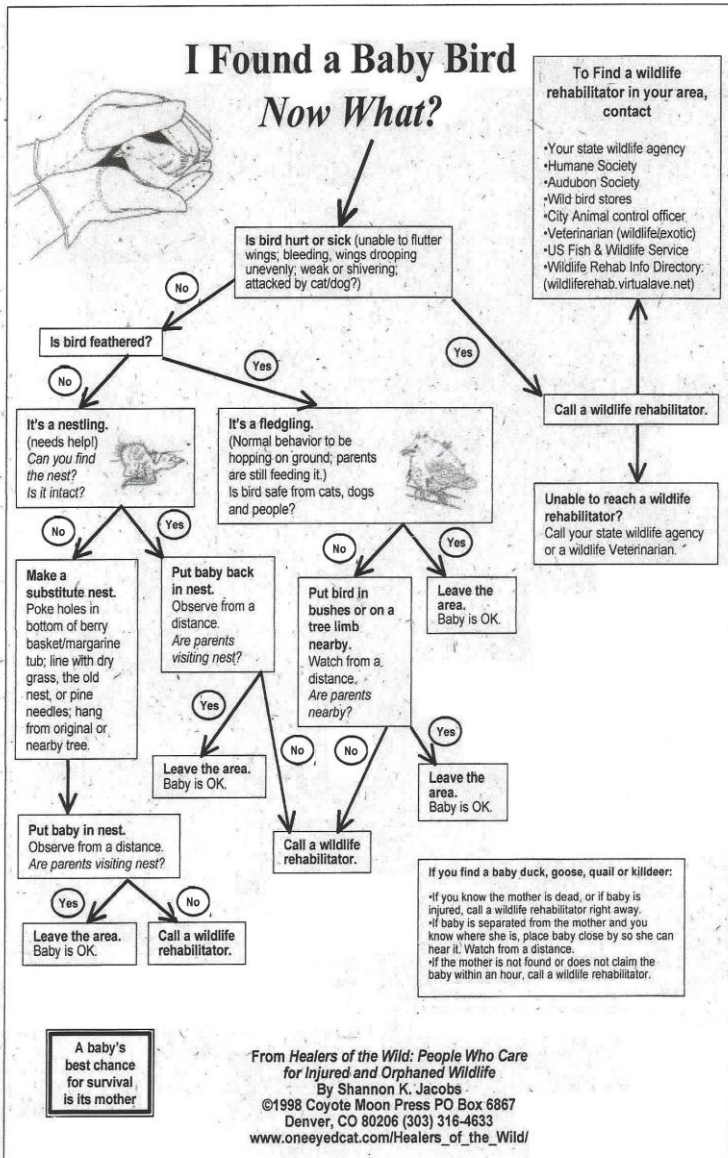 I Found a Baby Bird
Now What?
To Find a wildlife
rehabilitator in your area,
contact
•Your state wildlife agency
•Humane Society
•Audubon Society
•Wild bird stores
•City Animal control officer
•Veterinarian (wildlife/exotic)
•US Fish & Wildlife Service
•Wildlife Rehab Info Directory:
(wildliferehab.virtualave.net)
Is bird hurt or sick (unable to flutter
wings; bleeding, wings drooping
unevenly; weak or shivering;
attacked by cat/dog?)
No
Yes
Is bird feathered?
No
Yes
Call a wildlife rehabilitator.
Unable to reach a wildlife
rehabilitator?
Call your state wildlife agency
or a wildlife Veterinarian.
It's a nestling.
(needs help!)
Can you find
the nest?
Is it intact?
It's a fledgling.
(Normal behavior to be
hopping on ground; parents
are still feeding it.)
Is bird safe from cats, dogs
and people?
No
Yes
No
Yes
Make a
substitute nest.
Poke holes in
bottom of berry
basket/margarine
tub; line with dry
grass, the old
nest, or pine
needles; hang
from original or
nearby tree.
Put baby back
in nest.
Observe from a
distance.
Are parents
visiting nest?
Put bird in
bushes or on a
tree limb
nearby.
Watch from a
distance.
Are parents
nearby?
Leave the
area.
Baby is OK.
Yes
No
No
Yes
Leave the area.
Baby is OK.
Leave the
area.
Baby is OK.
Call a wildlife
rehabilitator.
Put baby in nest.
Observe from a distance.
Are parents visiting nest?
Yes
No
Leave the area.
Baby is OK.
Call a wildlife
rehabilitator.
If you find a baby duck, goose, quail or killdeer:
•If you know the mother is dead, or if baby is
injured, call a wildlife rehabilitator right away.
•If baby is separated from the mother and you
know where she is, place baby close by so she can
hear it. Watch from a distance.
•If the mother is not found or does not claim the
baby within an hour, call a wildlife rehabilitator.
A baby's
best chance
for survival
is its mother
From Healers of the Wild: People Who Care
for Injured and Orphaned Wildlife
By Shannon K. Jacobs
©1998 Coyote Moon Press PO Box 6867
Denver, CO 80206 (303) 316-4633
www.oneeyedcat.com/Healers_of_the_Wild/